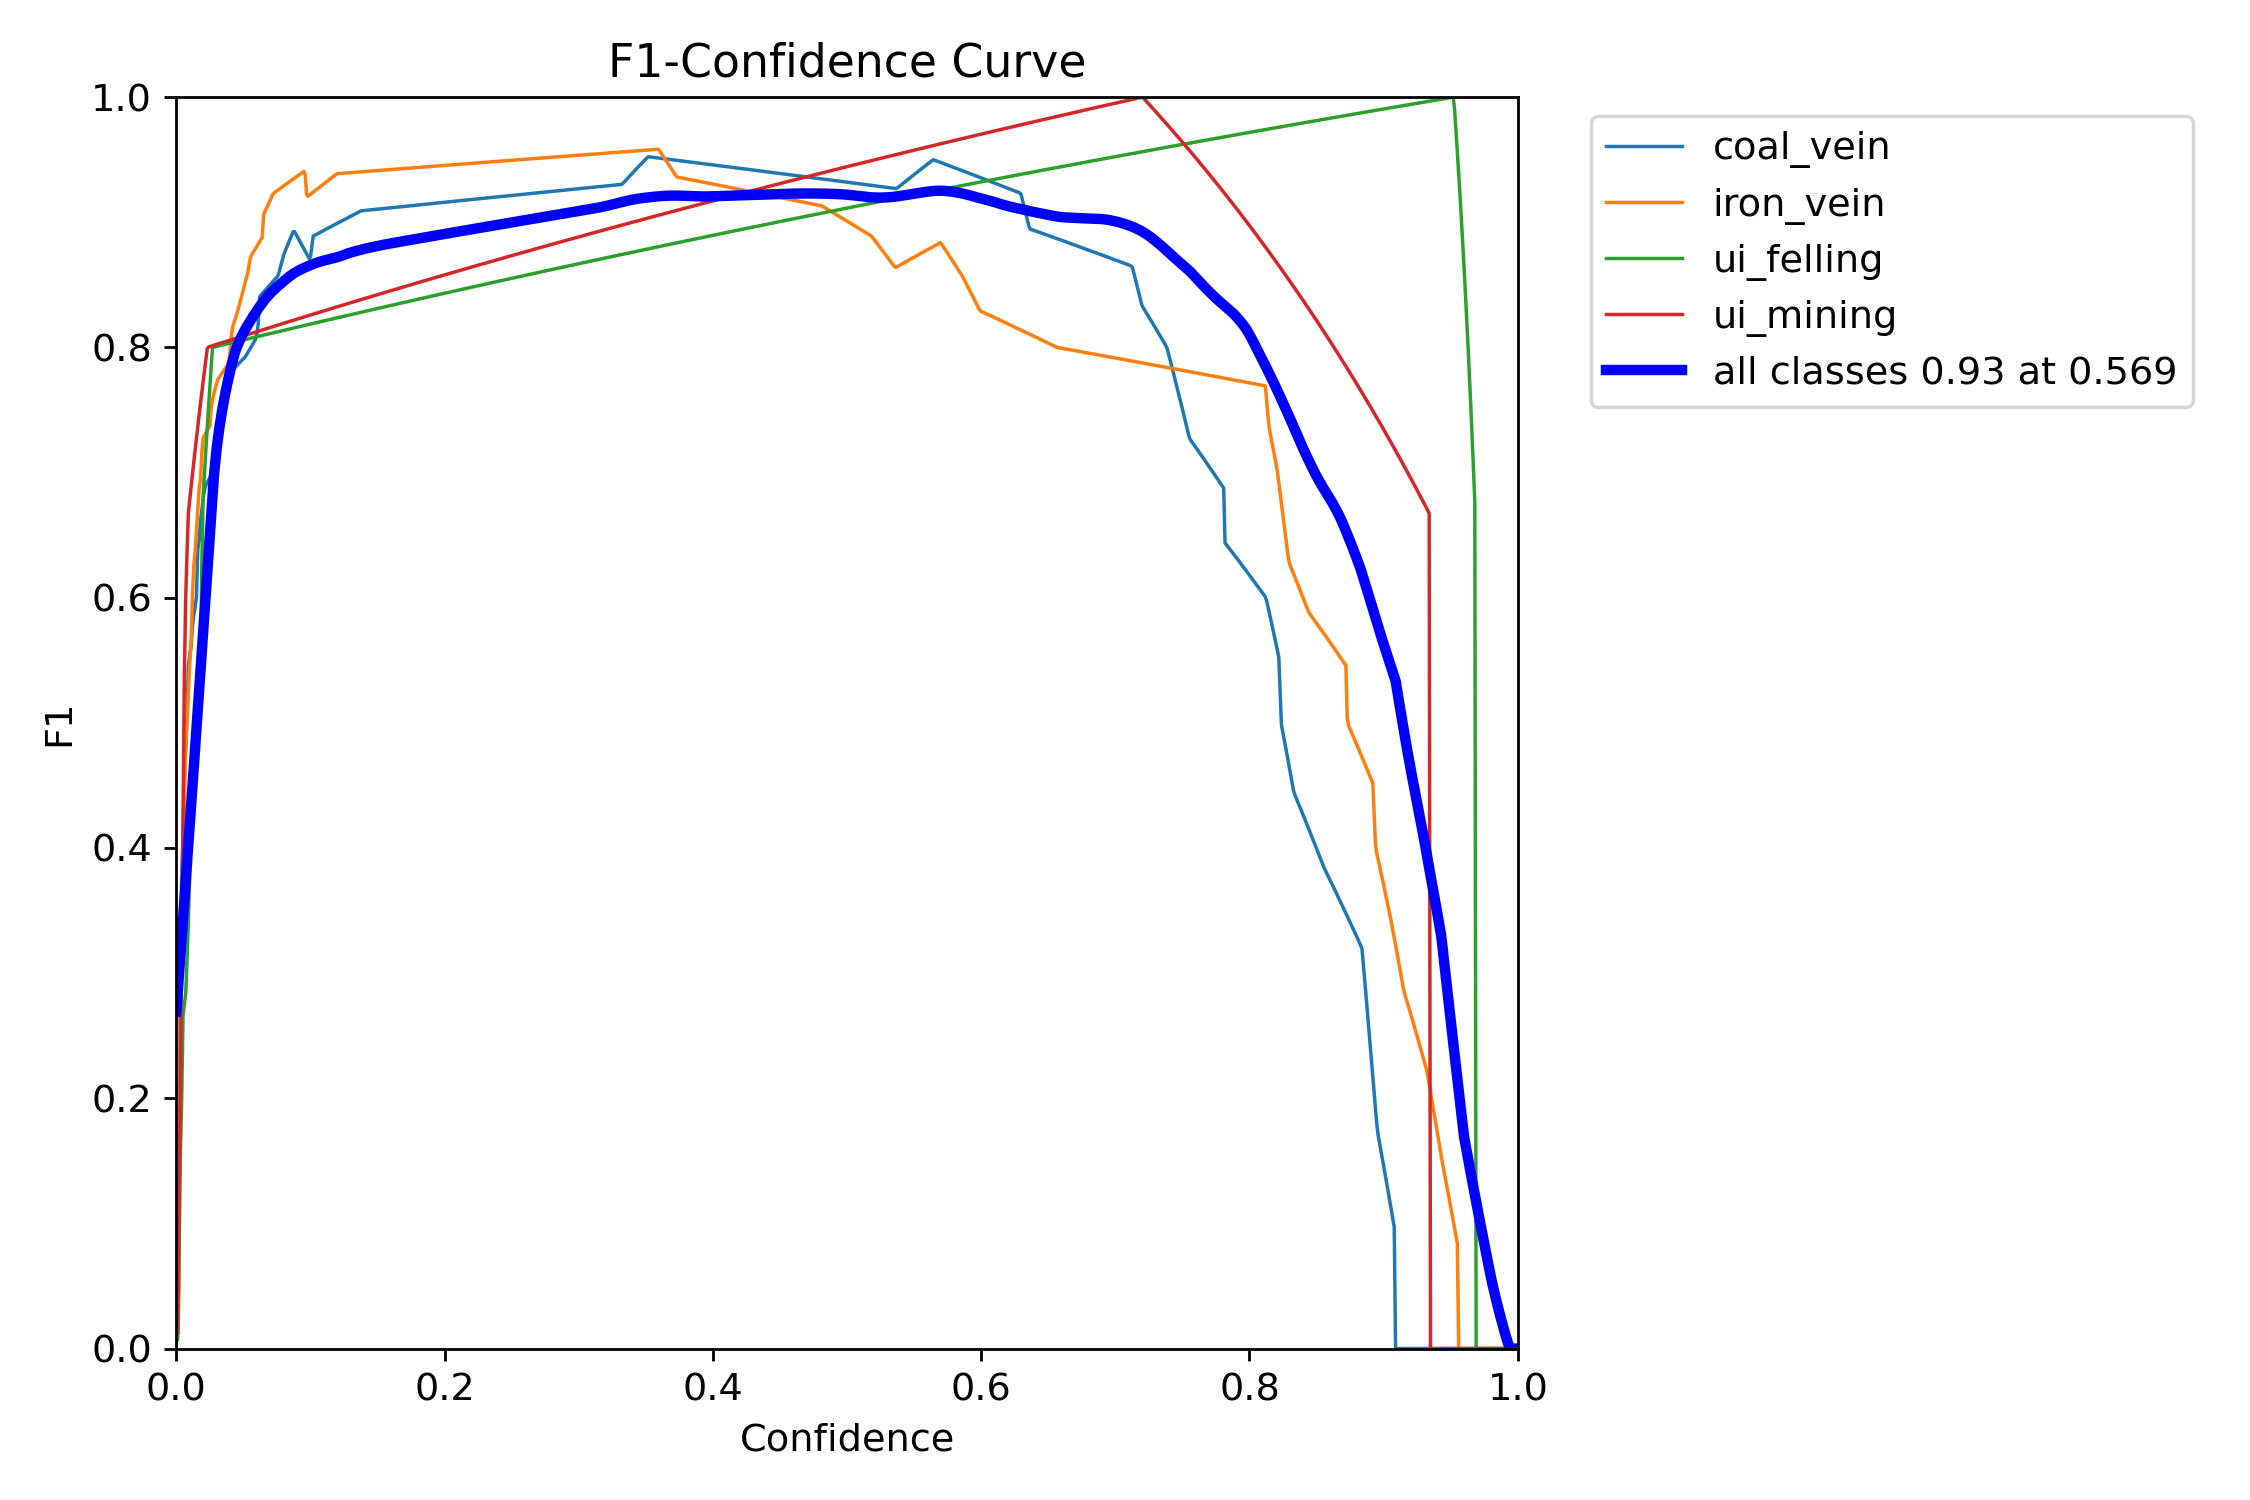 F1-Confidence Curve
1.0
0.8
0.6
0.4
0.2
0.0
F1
0.0 0.2 0.4 0.6 0.8 1.0
Confidence
coal_vein
iron_vein
ui_felling
ui_mining
all classes 0.93 at 0.569